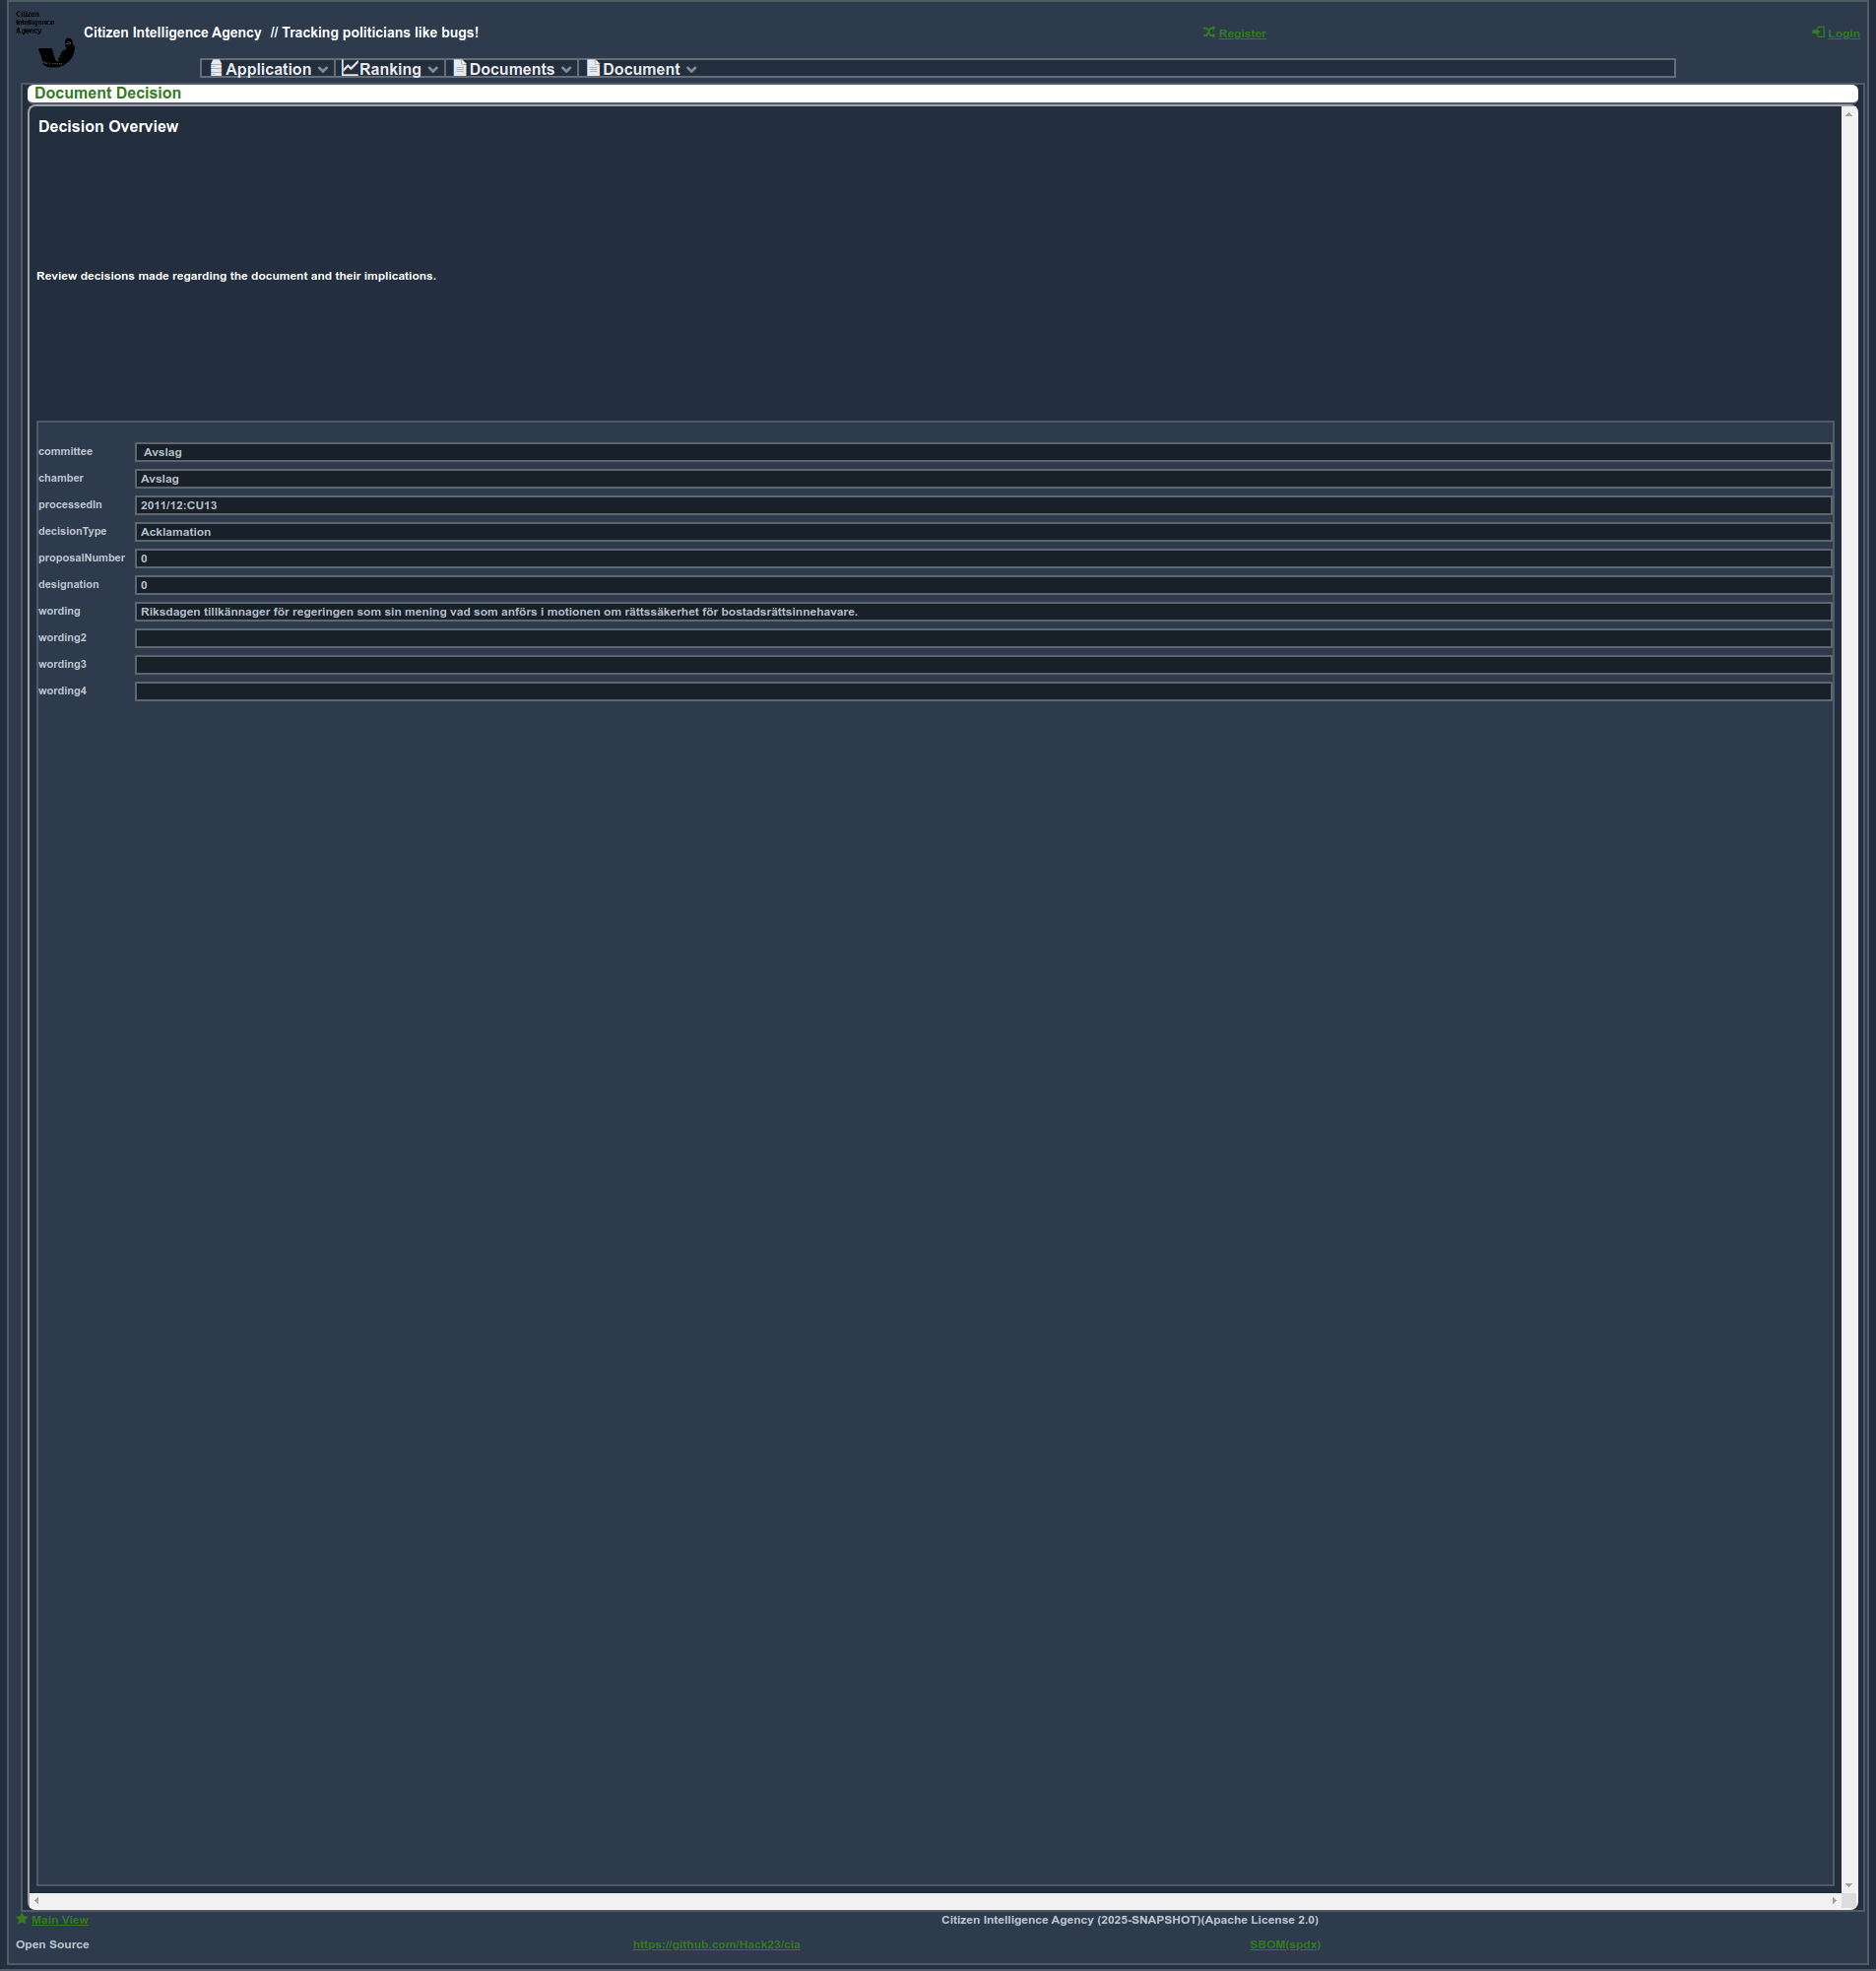 Citizen
Intelligence
Agency
Citizen Intelligence Agency // Tracking politicians like bugs!
Register
Login
Application
Ranking
Documents
Document
Document Decision
Decision Overview
Review decisions made regarding the document and their implications.
committee Avslag
chamber Avslag
processedIn 2011/12:CU13
decisionType Acklamation
proposalNumber 0
designation 0
wording Riksdagen tillkännager för regeringen som sin mening vad som anförs i motionen om rättssäkerhet för bostadsrättsinnehavare.
wording2
wording3
wording4
Main View
Citizen Intelligence Agency (2025-SNAPSHOT)(Apache License 2.0)
Open Source
https://github.com/Hack23/cia
SBOM(spdx)